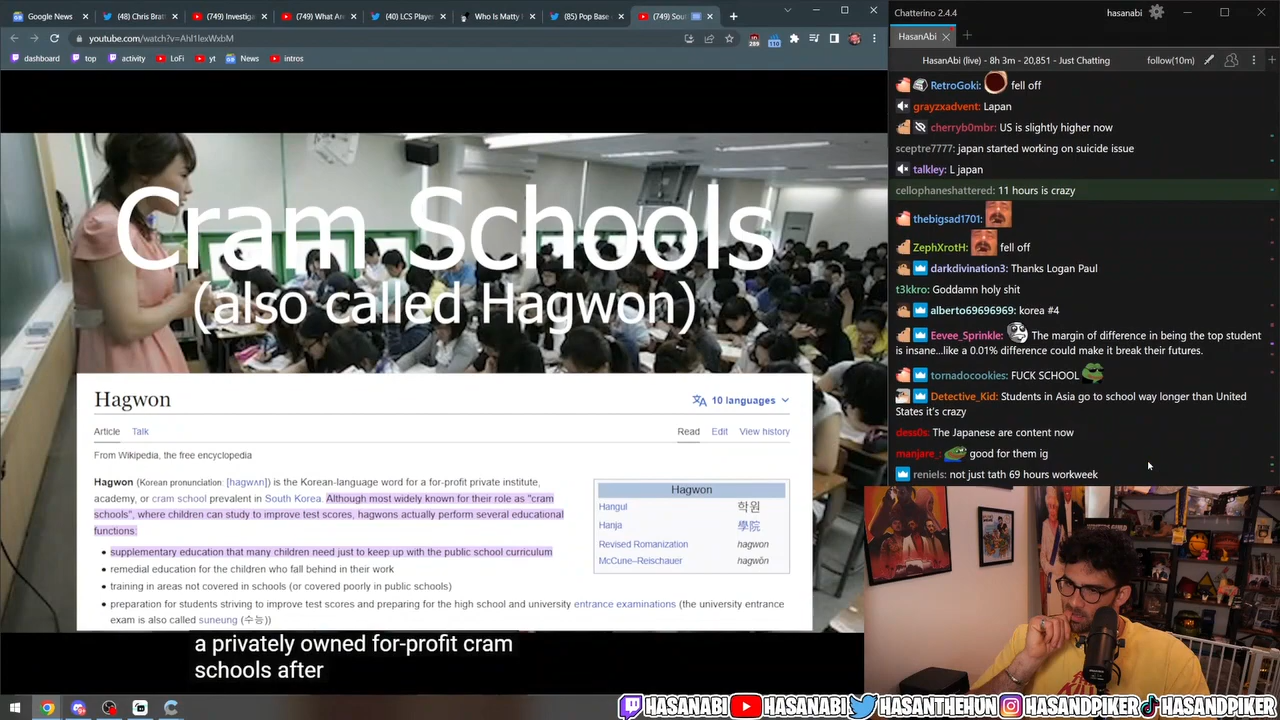 Google News
(48) Chris Bratt
(749) Investiga
(749) What Are
(40) LCS Player
Who Is Matty
(85) Pop Base
(749) Sou
youtube.com/watch?v=AhI1lexWxbM
289
110
dashboard
top
activity
LoFi
yt
News
intros
Cram Schools
(also called Hagwon)
Hagwon
10 languages
Article Talk
Read Edit View history
From Wikipedia, the free encyclopedia
Hagwon (Korean pronunciation: [hagwʌn]) is the Korean-language word for a for-profit private institute,
academy, or cram school prevalent in South Korea. Although most widely known for their role as "cram
schools", where children can study to improve test scores, hagwons actually perform several educational
functions:
• supplementary education that many children need just to keep up with the public school curriculum
• remedial education for the children who fall behind in their work
• training in areas not covered in schools (or covered poorly in public schools)
• preparation for students striving to improve test scores and preparing for the high school and university entrance examinations (the university entrance
exam is also called suneung (수능))
Hagwon
Hangul 학원
Hanja 學院
Revised Romanization hagwon
McCune–Reischauer hagwŏn
a privately owned for-profit cram
schools after
Chatterino 2.4.4
hasanabi
HasanAbi
HasanAbi (live) - 8h 3m - 20,851 - Just Chatting
follow(10m)
RetroGoki: fell off
grayzxadvent: Lapan
cherryb0mbr: US is slightly higher now
sceptre7777: japan started working on suicide issue
talkley: L japan
cellophaneshattered: 11 hours is crazy
thebigsad1701:
ZephXrotH: fell off
darkdivination3: Thanks Logan Paul
t3kkro: Goddamn holy shit
alberto69696969: korea #4
Eevee_Sprinkle: The margin of difference in being the top student
is insane...like a 0.01% difference could make it break their futures.
tornadocookies: FUCK SCHOOL
Detective_Kid: Students in Asia go to school way longer than United
States it's crazy
dess0s: The Japanese are content now
manjare_: good for them ig
reniels: not just tath 69 hours workweek
HASANABI
HASANABI
HASANTHEHUN
HASANDPIKER
HASANDPIKER